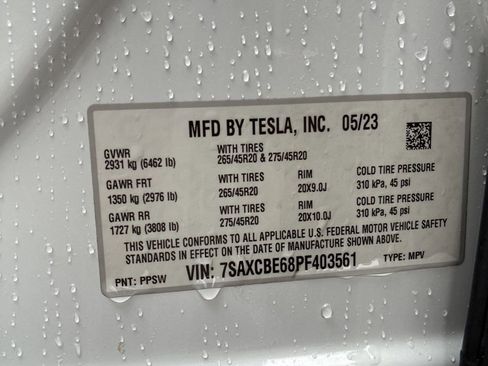 MFD BY TESLA, INC. 05/23
GVWR WITH TIRES
2931 kg (6462 lb) 265/45R20 & 275/45R20
GAWR FRT WITH TIRES RIM COLD TIRE PRESSURE
1350 kg (2976 lb) 265/45R20 20X9.0J 310 kPa, 45 psi
GAWR RR WITH TIRES RIM COLD TIRE PRESSURE
1727 kg (3808 lb) 275/45R20 20X10.0J 310 kPa, 45 psi
THIS VEHICLE CONFORMS TO ALL APPLICABLE U.S. FEDERAL MOTOR VEHICLE SAFETY
STANDARDS IN EFFECT ON THE DATE OF MANUFACTURE SHOWN ABOVE.
PNT: PPSW VIN: 7SAXCBE68PF403561 TYPE: MPV